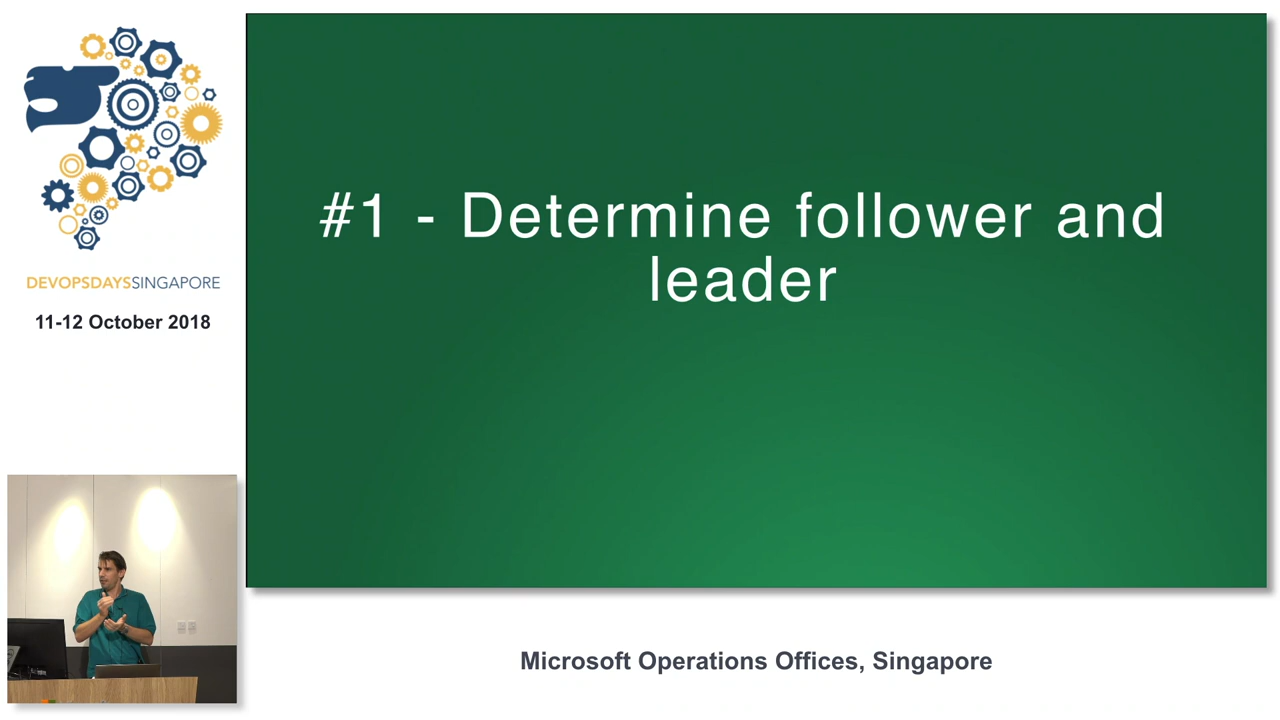 DEVOPSDAYSSINGAPORE
11-12 October 2018
#1 - Determine follower and
leader
Microsoft Operations Offices, Singapore